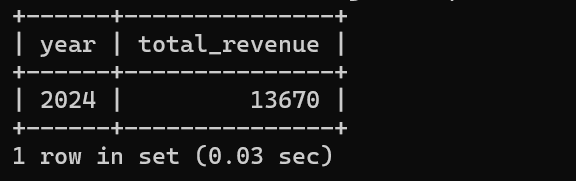 +------+---------------+
| year | total_revenue |
+------+---------------+
| 2024 |         13670 |
+------+---------------+
1 row in set (0.03 sec)